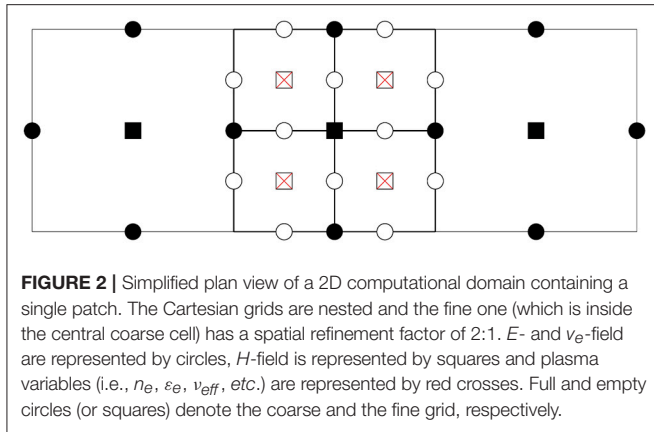 FIGURE 2 | Simplified plan view of a 2D computational domain containing a
single patch. The Cartesian grids are nested and the fine one (which is inside
the central coarse cell) has a spatial refinement factor of 2:1. E- and vₑ-field
are represented by circles, H-field is represented by squares and plasma
variables (i.e., nₑ, εₑ, ν_eff, etc.) are represented by red crosses. Full and empty
circles (or squares) denote the coarse and the fine grid, respectively.